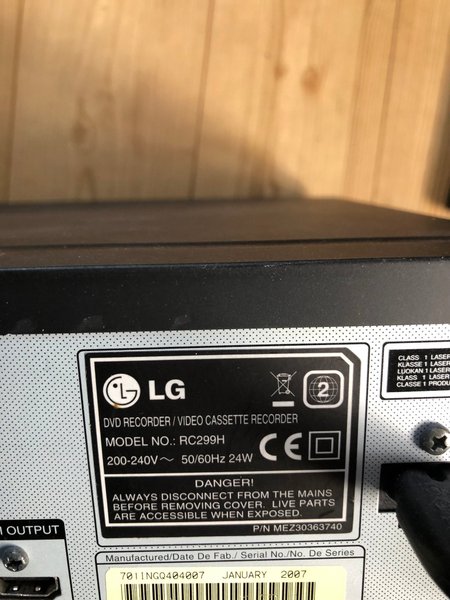 LG
2
DVD RECORDER / VIDEO CASSETTE RECORDER
MODEL NO.: RC299H
200-240V~ 50/60Hz 24W
CE
DANGER!
ALWAYS DISCONNECT FROM THE MAINS
BEFORE REMOVING COVER. LIVE PARTS
ARE ACCESSIBLE WHEN EXPOSED.
P/N MEZ30363740
CLASS 1 LASER
KLASSE 1 LASER
LUOKAN 1 LASER
KLASS 1 LASER
CLASSE 1 PRODU
OUTPUT
Manufactured/Date De Fab./ Serial No./No. De Series
701INGQ404007 JANUARY 2007